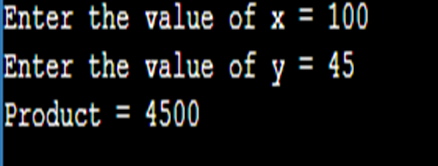 Enter the value of x = 100
Enter the value of y = 45
Product = 4500